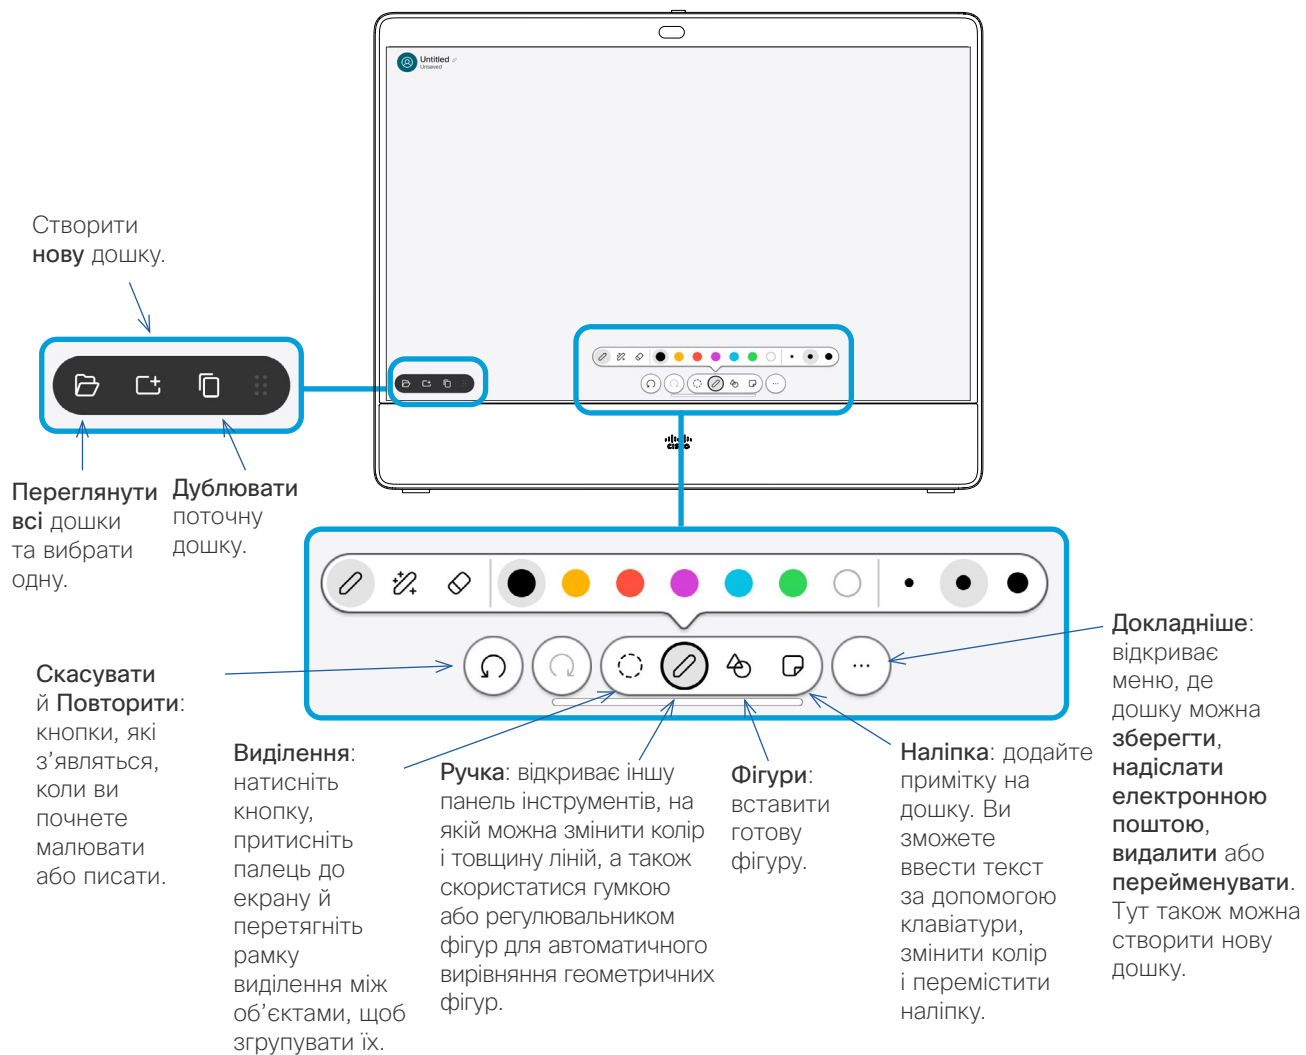 Untitled
Unsaved
Створити
нову дошку.
Переглянути
всі дошки
та вибрати
одну.
Дублювати
поточну
дошку.
CISCO
Скасувати
й Повторити:
кнопки, які
з’являться,
коли ви
почнете
малювати
або писати.
Виділення:
натисніть
кнопку,
притисніть
палець до
екрану й
перетягніть
рамку
виділення між
об’єктами, щоб
згрупувати їх.
Ручка: відкриває іншу
панель інструментів, на
якій можна змінити колір
і товщину ліній, а також
скористатися гумкою
або регулювальником
фігур для автоматичного
вирівняння геометричних
фігур.
Фігури:
вставити
готову
фігуру.
Наліпка: додайте
примітку на
дошку. Ви
зможете
ввести текст
за допомогою
клавіатури,
змінити колір
і перемістити
наліпку.
Докладніше:
відкриває
меню, де
дошку можна
зберегти,
надіслати
електронною
поштою,
видалити або
перейменувати.
Тут також можна
створити нову
дошку.